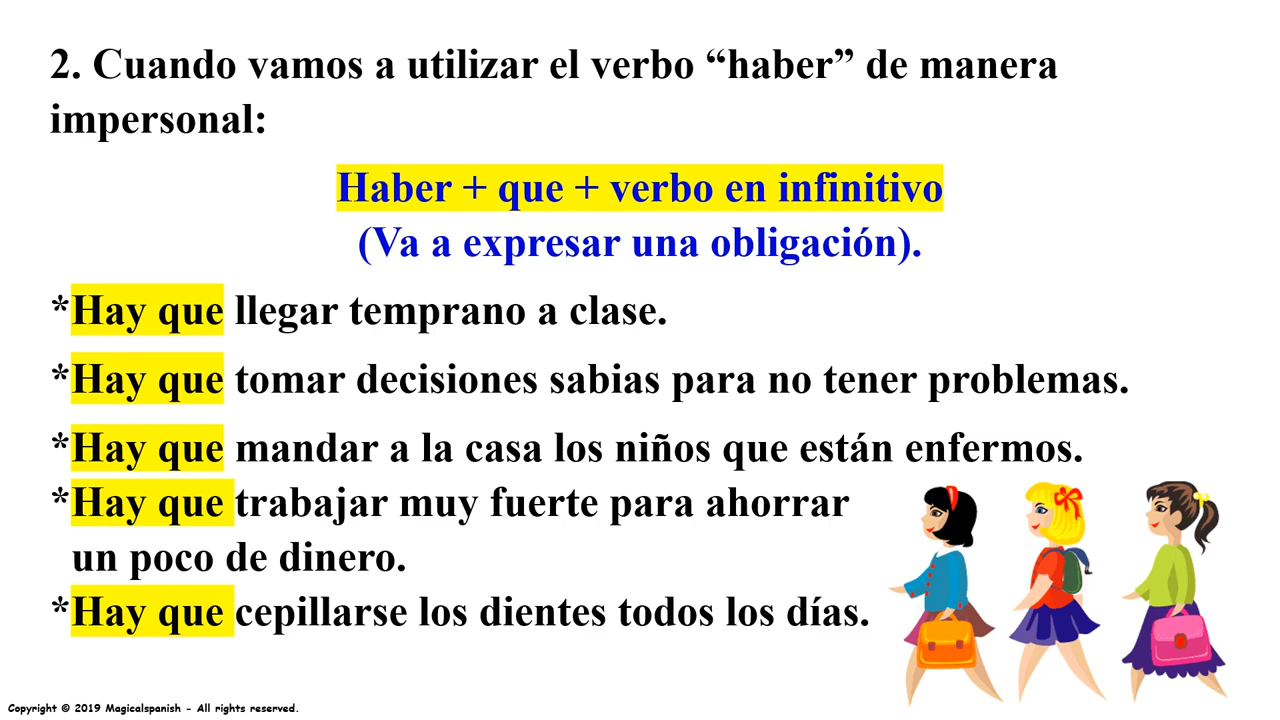 2. Cuando vamos a utilizar el verbo “haber” de manera
impersonal:
Haber + que + verbo en infinitivo
(Va a expresar una obligación).
*Hay que llegar temprano a clase.
*Hay que tomar decisiones sabias para no tener problemas.
*Hay que mandar a la casa los niños que están enfermos.
*Hay que trabajar muy fuerte para ahorrar
un poco de dinero.
*Hay que cepillarse los dientes todos los días.
Copyright © 2019 Magicalspanish - All rights reserved.